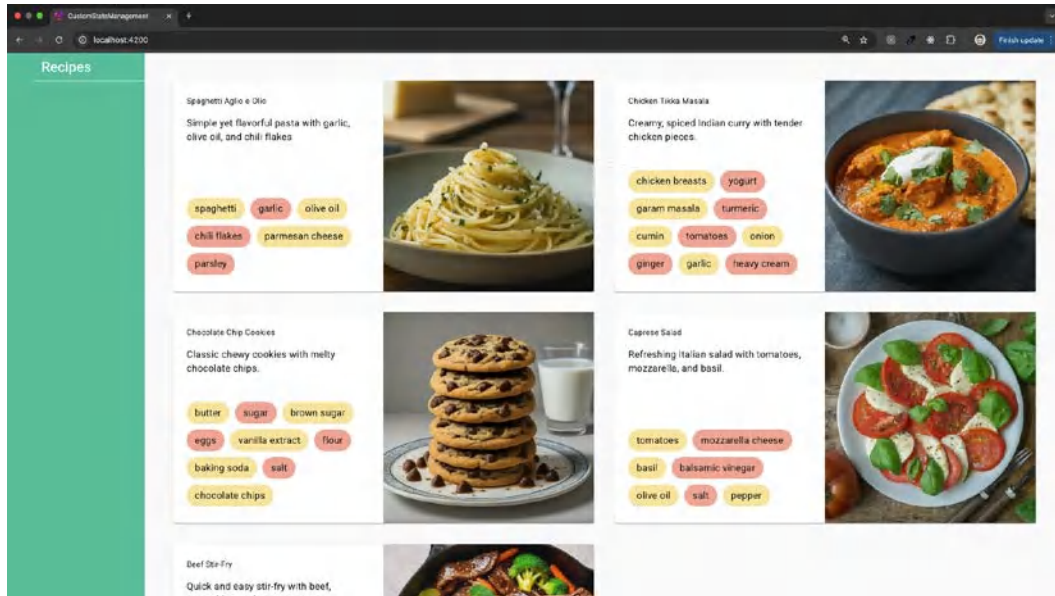 CustomStateManagement
localhost:4200
Finish update
Recipes
Spaghetti Aglio e Olio
Simple yet flavorful pasta with garlic,
olive oil, and chili flakes
spaghetti garlic olive oil
chili flakes parmesan cheese
parsley
Chicken Tikka Masala
Creamy, spiced Indian curry with tender
chicken pieces.
chicken breasts yogurt
garam masala turmeric
cumin tomatoes onion
ginger garlic heavy cream
Chocolate Chip Cookies
Classic chewy cookies with melty
chocolate chips.
butter sugar brown sugar
eggs vanilla extract flour
baking soda salt
chocolate chips
Caprese Salad
Refreshing Italian salad with tomatoes,
mozzarella, and basil.
tomatoes mozzarella cheese
basil balsamic vinegar
olive oil salt pepper
Beef Stir-Fry
Quick and easy stir-fry with beef,